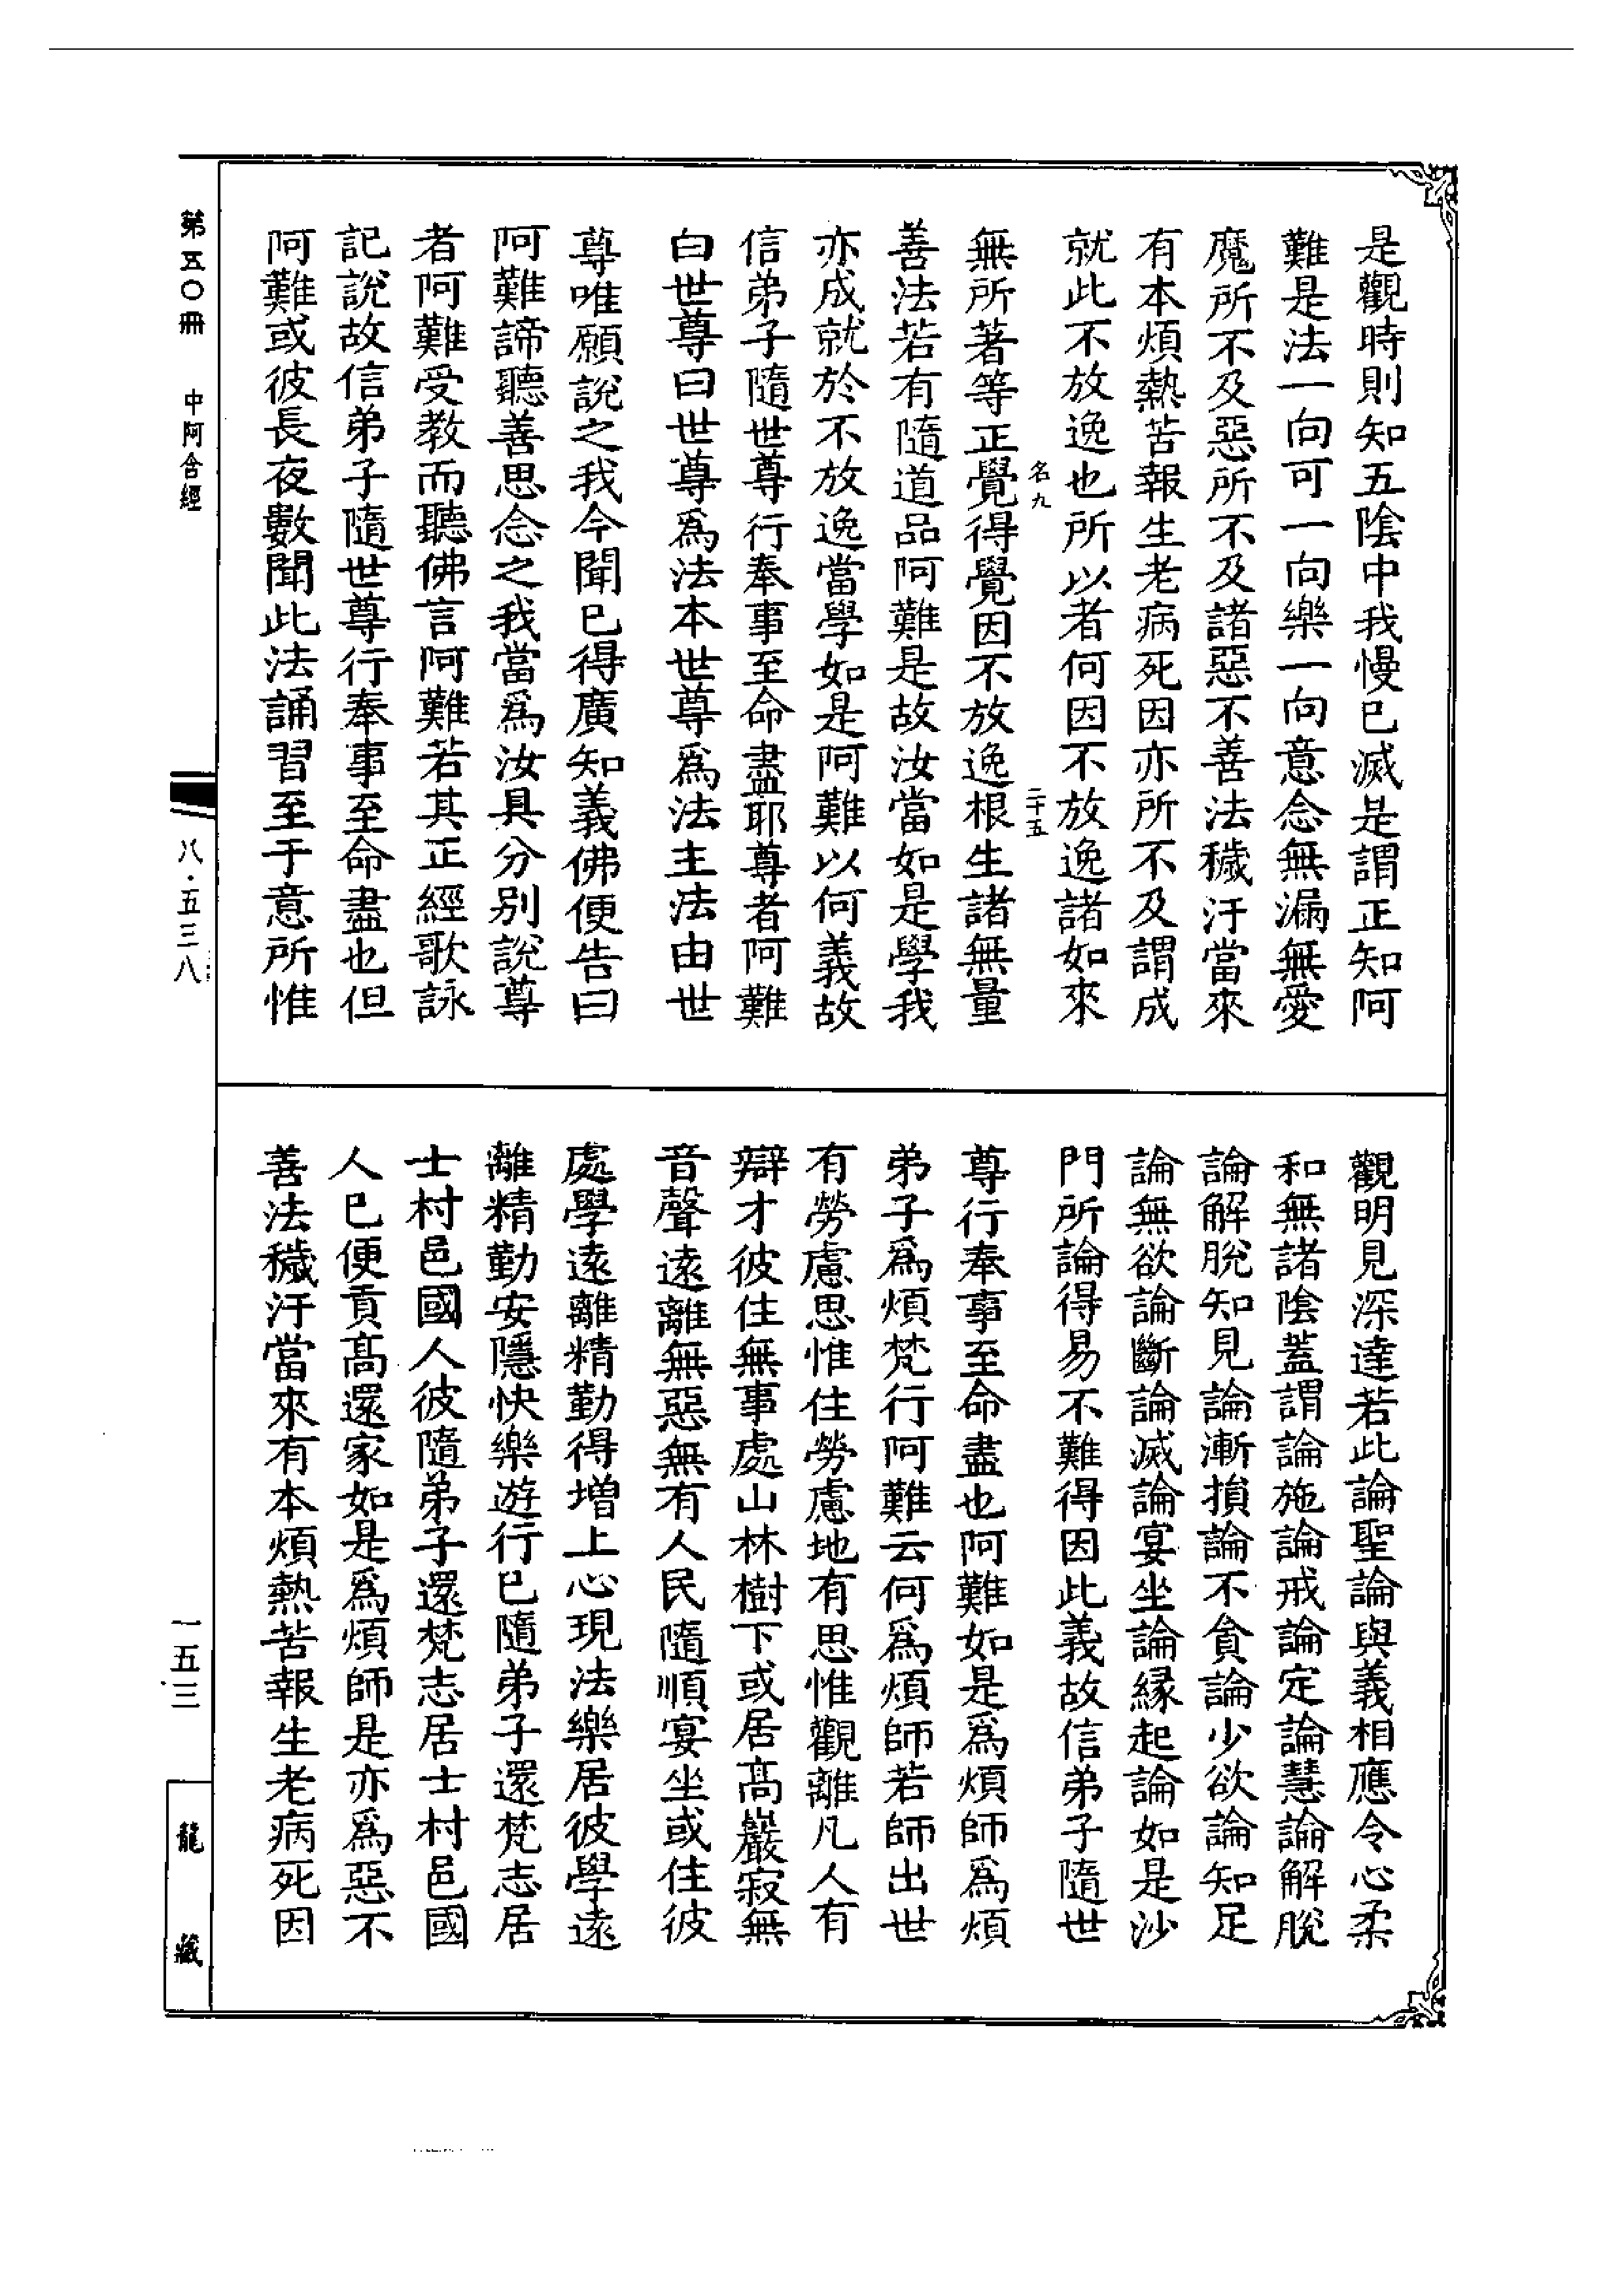 是觀時則知五陰中我慢已滅是謂正知阿
難是法一向可一向樂一向意念無漏無愛
魔所不及惡所不及諸惡不善法穢汙當來
有本煩熱苦報生老病死因亦所不及謂成
就此不放逸也所以者何因不放逸諸如來
名九
二十五
無所著等正覺得覺因不放逸根生諸無量
善法若有隨道品阿難是故汝當如是學我
亦成就於不放逸當學如是阿難以何義故
信弟子隨世尊行奉事至命盡耶尊者阿難
白世尊曰世尊為法本世尊為法主法由世
尊唯願說之我今聞已得廣知義佛便告曰
阿難諦聽善思念之我當為汝具分別說尊
者阿難受教而聽佛言阿難若其正經歌詠
記說故信弟子隨世尊行奉事至命盡也但
阿難或彼長夜數聞此法誦習至于意所惟
觀明見深達若此論聖論與義相應令心柔
和無諸陰蓋謂論施論戒論定論慧論解脫
論解脫知見論漸損論不貪論少欲論知足
論無欲論斷論滅論宴坐論緣起論如是沙
門所論得易不難得因此義故信弟子隨世
尊行奉事至命盡也阿難如是為煩師為煩
弟子為煩梵行阿難云何為煩師若師出世
有勞慮思惟住勞慮地有思惟觀離凡人有
辯才彼住無事處山林樹下或居高巖寂無
音聲遠離無惡無有人民隨順宴坐或住彼
處學遠離精勤得增上心現法樂居彼學遠
離精勤安隱快樂遊行已隨弟子還梵志居
士村邑國人彼隨弟子還梵志居士村邑國
人已便貢高還家如是為煩師是亦為惡不
善法穢汙當來有本煩熱苦報生老病死因
第五〇冊 中阿含經
八·五三八
一五三
龍藏